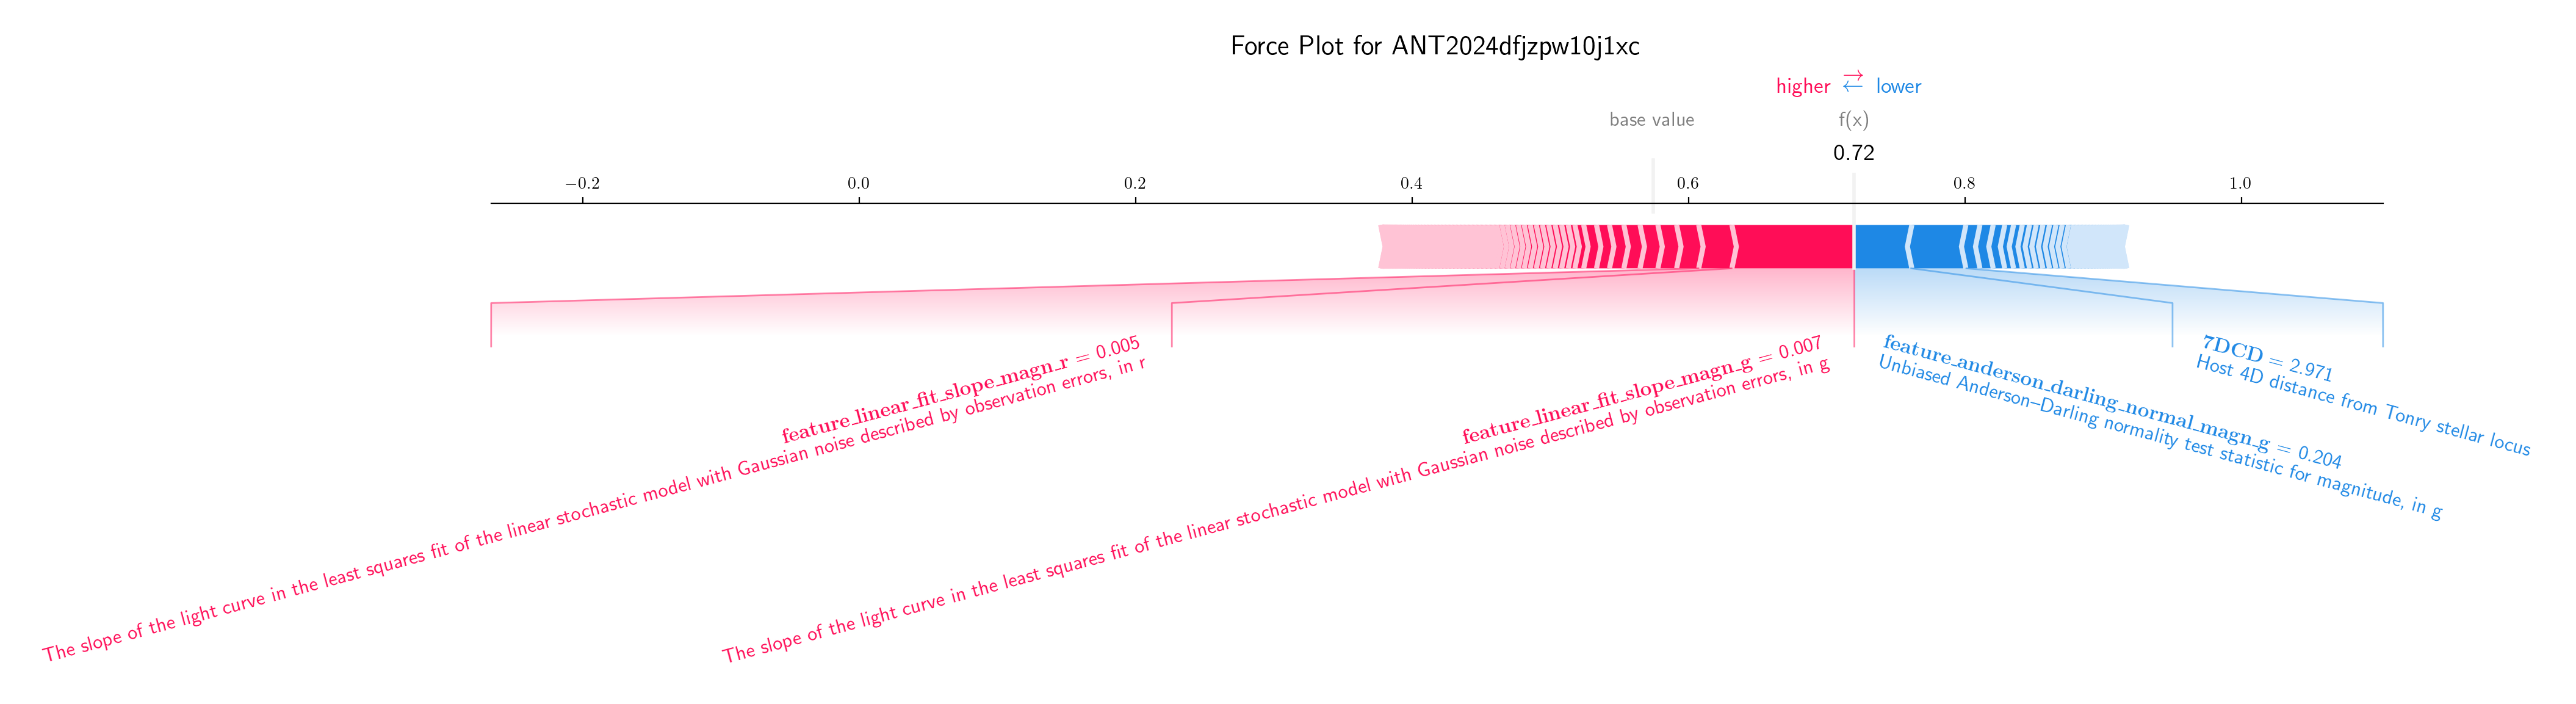 Force Plot for ANT2024dfjzpw10j1xc
higher → ← lower
base value
f(x)
0.72
−0.2 0.0 0.2 0.4 0.6 0.8 1.0
feature_linear_fit_slope_magn_r = 0.005
The slope of the light curve in the least squares fit of the linear stochastic model with Gaussian noise described by observation errors, in r
feature_linear_fit_slope_magn_g = 0.007
The slope of the light curve in the least squares fit of the linear stochastic model with Gaussian noise described by observation errors, in g
feature_anderson_darling_normal_magn_g = 0.204
Unbiased Anderson–Darling normality test statistic for magnitude, in g
7DCD = 2.971
Host 4D distance from Tonry stellar locus